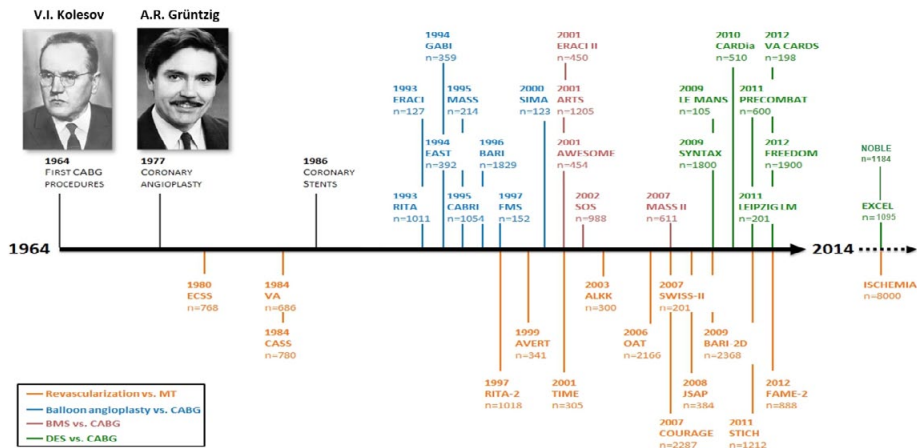 V.I. Kolesov
A.R. Grüntzig
1964
FIRST CABG
PROCEDURES
1977
CORONARY
ANGIOPLASTY
1986
CORONARY
STENTS
1993
ERACI
n=127
1993
RITA
n=1011
1994
GABI
n=359
1994
EAST
n=392
1995
MASS
n=214
1995
CABRI
n=1054
1996
BARI
n=1829
1997
FMS
n=152
2000
SIMA
n=123
2001
ERACI II
n=450
2001
ARTS
n=1205
2001
AWESOME
n=454
2002
SOS
n=988
2007
MASS II
n=611
2009
LE MANS
n=105
2009
SYNTAX
n=1800
2010
CARDia
n=510
2011
PRECOMBAT
n=600
2011
LEIPZIG LM
n=201
2012
VA CARDS
n=198
2012
FREEDOM
n=1900
NOBLE
n=1184
EXCEL
n=1095
1964
2014
1980
ECSS
n=768
1984
VA
n=686
1984
CASS
n=780
1997
RITA-2
n=1018
1999
AVERT
n=341
2001
TIME
n=305
2003
ALKK
n=300
2006
OAT
n=2166
2007
SWISS-II
n=201
2007
COURAGE
n=2287
2008
JSAP
n=384
2009
BARI-2D
n=2368
2011
STICH
n=1212
2012
FAME-2
n=888
ISCHEMIA
n=8000
Revascularization vs. MT
Balloon angioplasty vs. CABG
BMS vs. CABG
DES vs. CABG